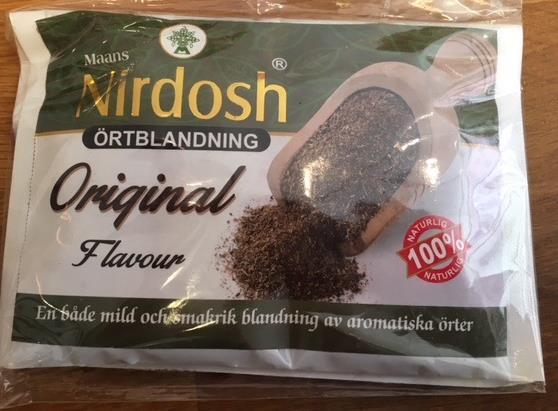 Maans
Nirdosh®
ÖRTBLANDNING
Original
Flavour
NATURLIG
100%
NATURLIG
En både mild och smakrik blandning av aromatiska örter